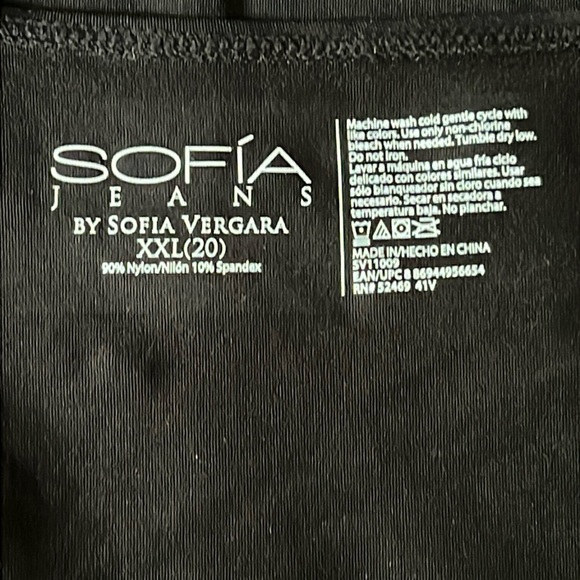 SOFÍA
JEANS
BY SOFIA VERGARA
XXL(20)
90% Nylon/Nilón 10% Spandex
Machine wash cold gentle cycle with
like colors. Use only non-chlorine
bleach when needed. Tumble dry low.
Do not iron.
Lavar a máquina en agua fría ciclo
delicado con colores similares. Usar
sólo blanqueador sin cloro cuando sea
necesario. Secar en secadora a
temperatura baja. No planchar.
MADE IN/HECHO EN CHINA
SV11009
EAN/UPC 8 86944956654
RN# 52469 41V